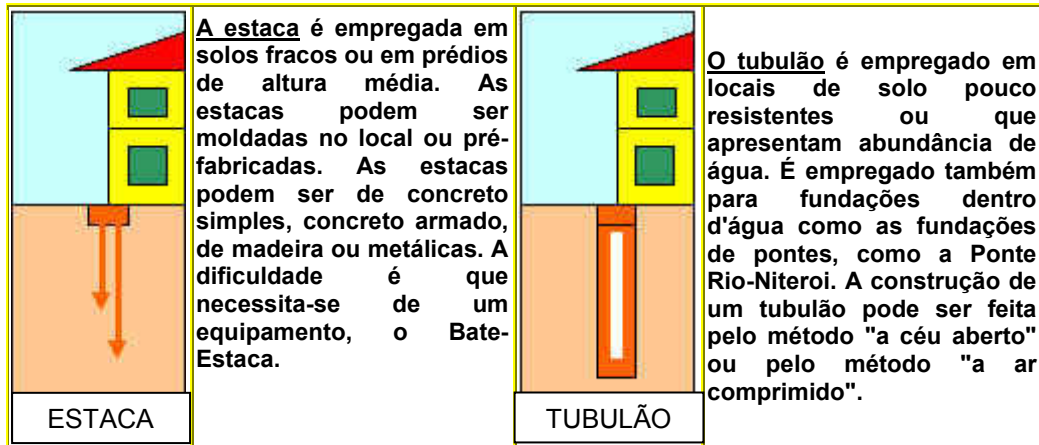 A estaca é empregada em
solos fracos ou em prédios
de altura média. As
estacas podem ser
moldadas no local ou pré-
fabricadas. As estacas
podem ser de concreto
simples, concreto armado,
de madeira ou metálicas. A
dificuldade é que
necessita-se de um
equipamento, o Bate-
Estaca.
ESTACA
O tubulão é empregado em
locais de solo pouco
resistentes ou que
apresentam abundância de
água. É empregado também
para fundações dentro
d'água como as fundações
de pontes, como a Ponte
Rio-Niteroi. A construção de
um tubulão pode ser feita
pelo método "a céu aberto"
ou pelo método "a ar
comprimido".
TUBULÃO